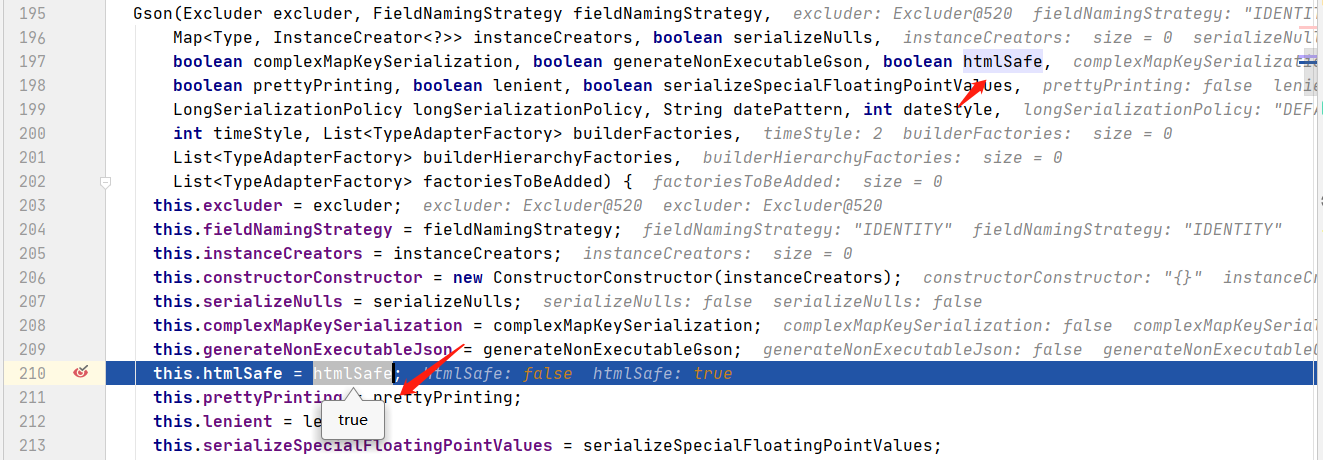 195 Gson(Excluder excluder, FieldNamingStrategy fieldNamingStrategy, excluder: Excluder@520 fieldNamingStrategy: "IDENTIT
196 Map<Type, InstanceCreator<?>> instanceCreators, boolean serializeNulls, instanceCreators: size = 0 serializeNull
197 boolean complexMapKeySerialization, boolean generateNonExecutableGson, boolean htmlSafe, complexMapKeySerializati
198 boolean prettyPrinting, boolean lenient, boolean serializeSpecialFloatingPointValues, prettyPrinting: false lenie
199 LongSerializationPolicy longSerializationPolicy, String datePattern, int dateStyle, longSerializationPolicy: "DEFA
200 int timeStyle, List<TypeAdapterFactory> builderFactories, timeStyle: 2 builderFactories: size = 0
201 List<TypeAdapterFactory> builderHierarchyFactories, builderHierarchyFactories: size = 0
202 List<TypeAdapterFactory> factoriesToBeAdded) { factoriesToBeAdded: size = 0
203 this.excluder = excluder; excluder: Excluder@520 excluder: Excluder@520
204 this.fieldNamingStrategy = fieldNamingStrategy; fieldNamingStrategy: "IDENTITY" fieldNamingStrategy: "IDENTITY"
205 this.instanceCreators = instanceCreators; instanceCreators: size = 0
206 this.constructorConstructor = new ConstructorConstructor(instanceCreators); constructorConstructor: "{}" instanceCr
207 this.serializeNulls = serializeNulls; serializeNulls: false serializeNulls: false
208 this.complexMapKeySerialization = complexMapKeySerialization; complexMapKeySerialization: false complexMapKeySerial
209 this.generateNonExecutableJson = generateNonExecutableGson; generateNonExecutableJson: false generateNonExecutableG
210 this.htmlSafe = htmlSafe; htmlSafe: false htmlSafe: true
211 this.prettyPrinting = prettyPrinting;
true
212 this.lenient = le
213 this.serializeSpecialFloatingPointValues = serializeSpecialFloatingPointValues;